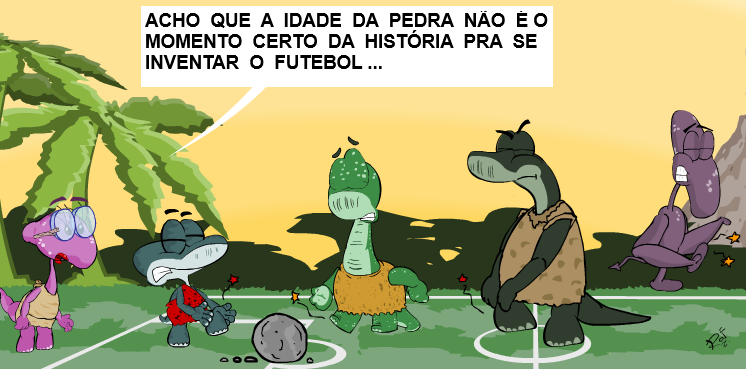 ACHO QUE A IDADE DA PEDRA NÃO É O
MOMENTO CERTO DA HISTÓRIA PRA SE
INVENTAR O FUTEBOL ...